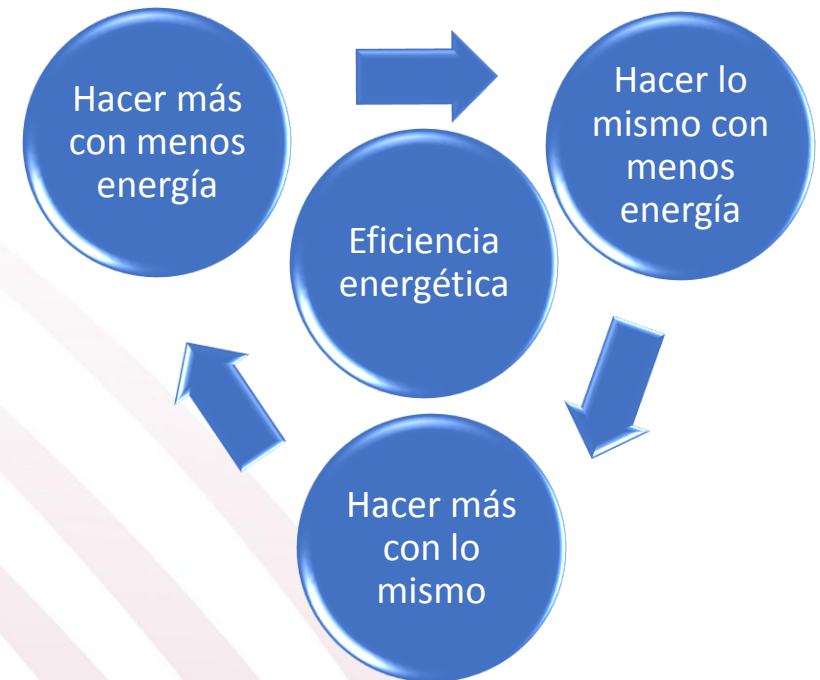 Hacer más
con menos
energía
Hacer lo
mismo con
menos
energía
Eficiencia
energética
Hacer más
con lo
mismo